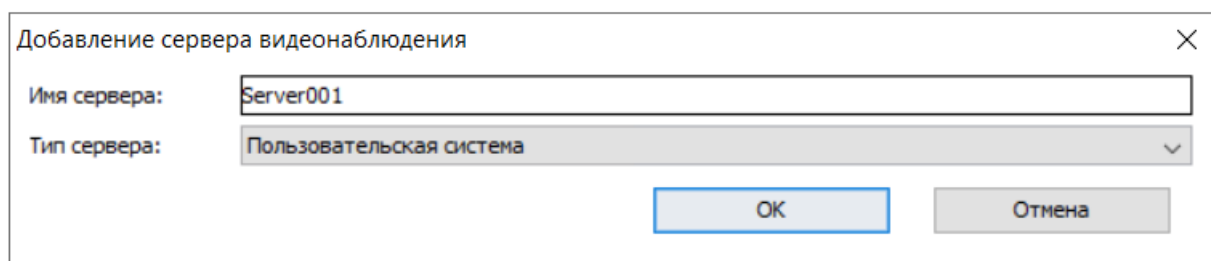 Добавление сервера видеонаблюдения
Имя сервера: Server001
Тип сервера: Пользовательская система
OK Отмена